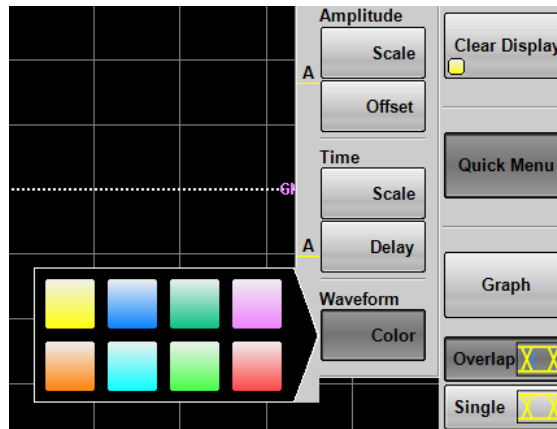 Amplitude
Scale
A
Offset
Time
Scale
A
Delay
Waveform
Color
Clear Display
Quick Menu
Graph
Overlap
Single